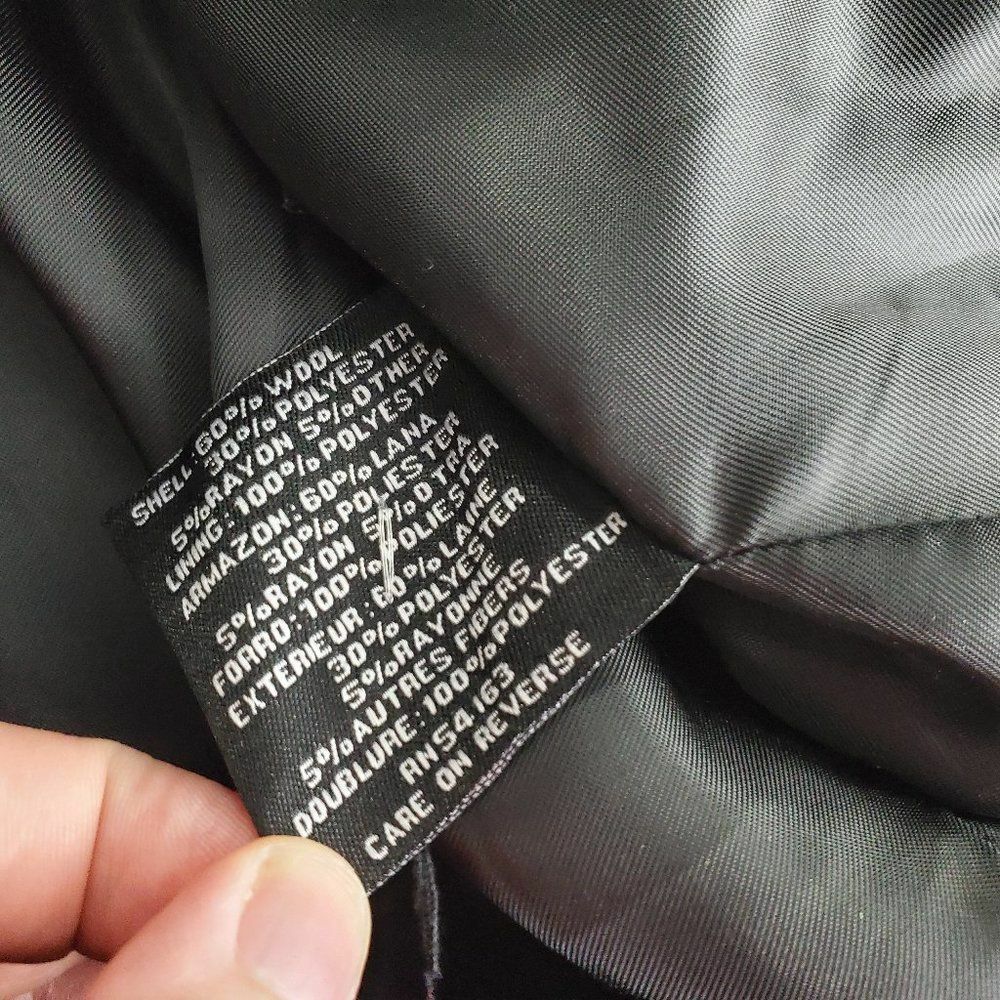 SHELL 60%WOOL
30%POLYESTER
5%RAYON 5%OTHER
LINING:100%POLYESTER
ARMAZON:60%LANA
30%POLIESTER
5%RAYON 5%OTRA
FORRO:100%POLIESTER
EXTERIEUR:60%LAINE
30%POLYESTER
5%RAYONNE
5%AUTRES FIBERS
DOUBLURE:100%POLYESTER
AN54163
CARE ON REVERSE